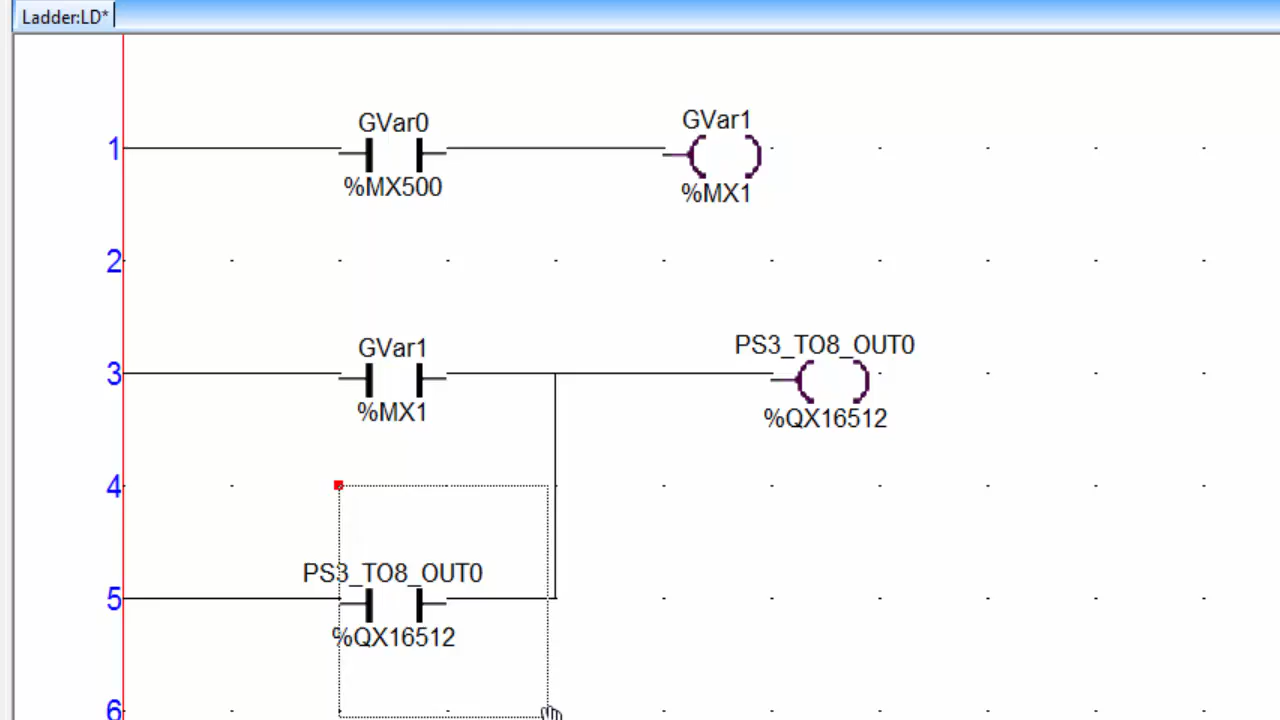 Ladder:LD*
GVar0
GVar1
1
%MX500
%MX1
2
GVar1
PS3_TO8_OUT0
3
%MX1
%QX16512
4
PS3_TO8_OUT0
5
%QX16512
6